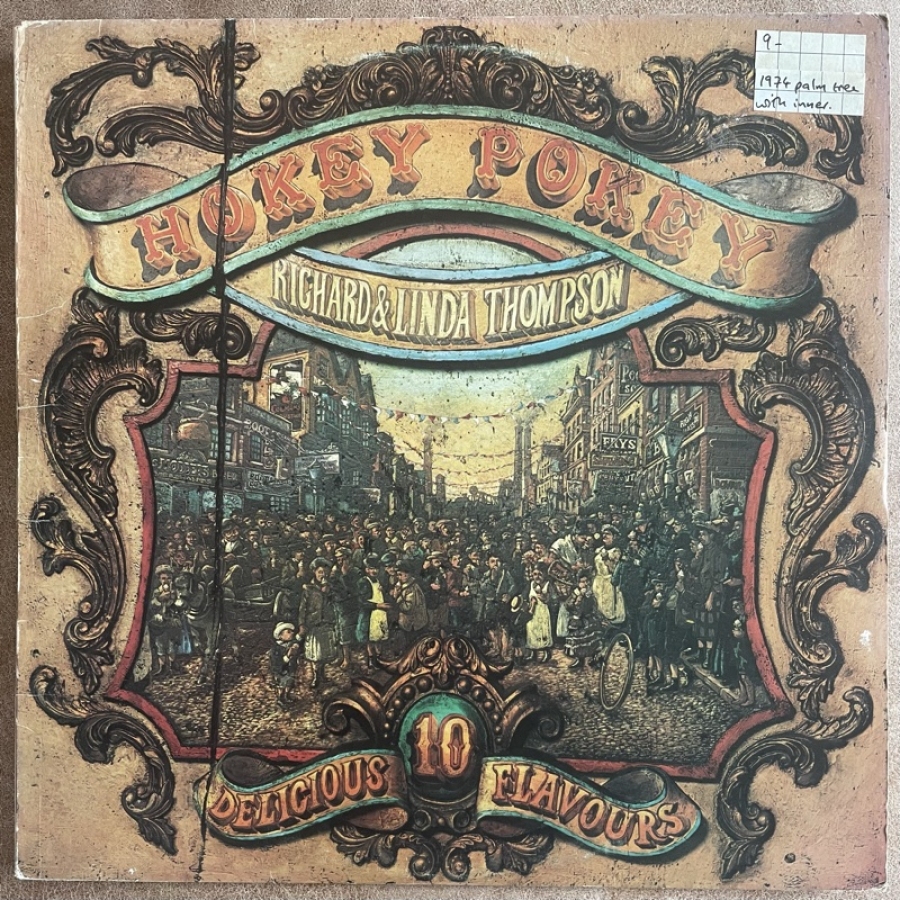 9-
1974 palm tree
with inner.
HOKEY POKEY
RICHARD & LINDA THOMPSON
FRYS
10
DELICIOUS FLAVOURS